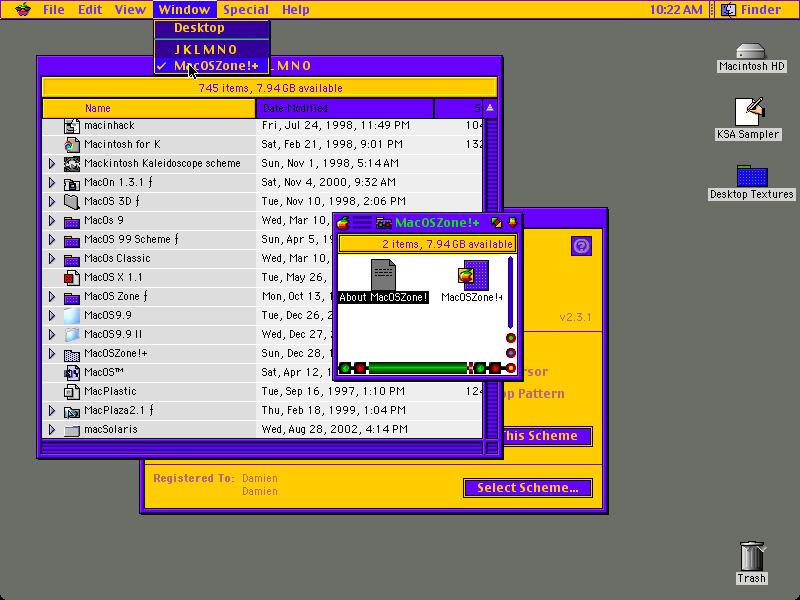 File Edit View Window Special Help 10:22 AM Finder
Desktop
J K L M N O
✓ MacOSZone!+
L M N O
745 items, 7.94 GB available
Name Date Modified S
macinhack Fri, Jul 24, 1998, 11:49 PM 104
Macintosh for K Sat, Feb 21, 1998, 9:01 PM 132
Mackintosh Kaleidoscope scheme Sun, Nov 1, 1998, 5:14 AM
MacOn 1.3.1 ƒ Sat, Nov 4, 2000, 9:32 AM
MacOS 3D ƒ Tue, Nov 10, 1998, 2:06 PM
MacOs 9 Wed, Mar 10,
MacOS 99 Scheme ƒ Sun, Apr 5, 19
MacOs Classic Wed, Mar 10,
MacOS X 1.1 Tue, May 26,
MacOS Zone ƒ Mon, Oct 13, 1
MacOS9.9 Tue, Dec 26, 2
MacOS9.9 II Wed, Dec 27,
MacOSZone!+ Sun, Dec 28, 1
MacOS™ Sat, Apr 12, 1
MacPlastic Tue, Sep 16, 1997, 1:10 PM 124
MacPlaza2.1 ƒ Thu, Feb 18, 1999, 1:04 PM
macSolaris Wed, Aug 28, 2002, 4:14 PM
MacOSZone!+
2 items, 7.94 GB available
About MacOSZone! MacOSZone!+
v2.3.1
rsor
op Pattern
This Scheme
Registered To: Damien
Damien
Select Scheme...
Macintosh HD
KSA Sampler
Desktop Textures
Trash